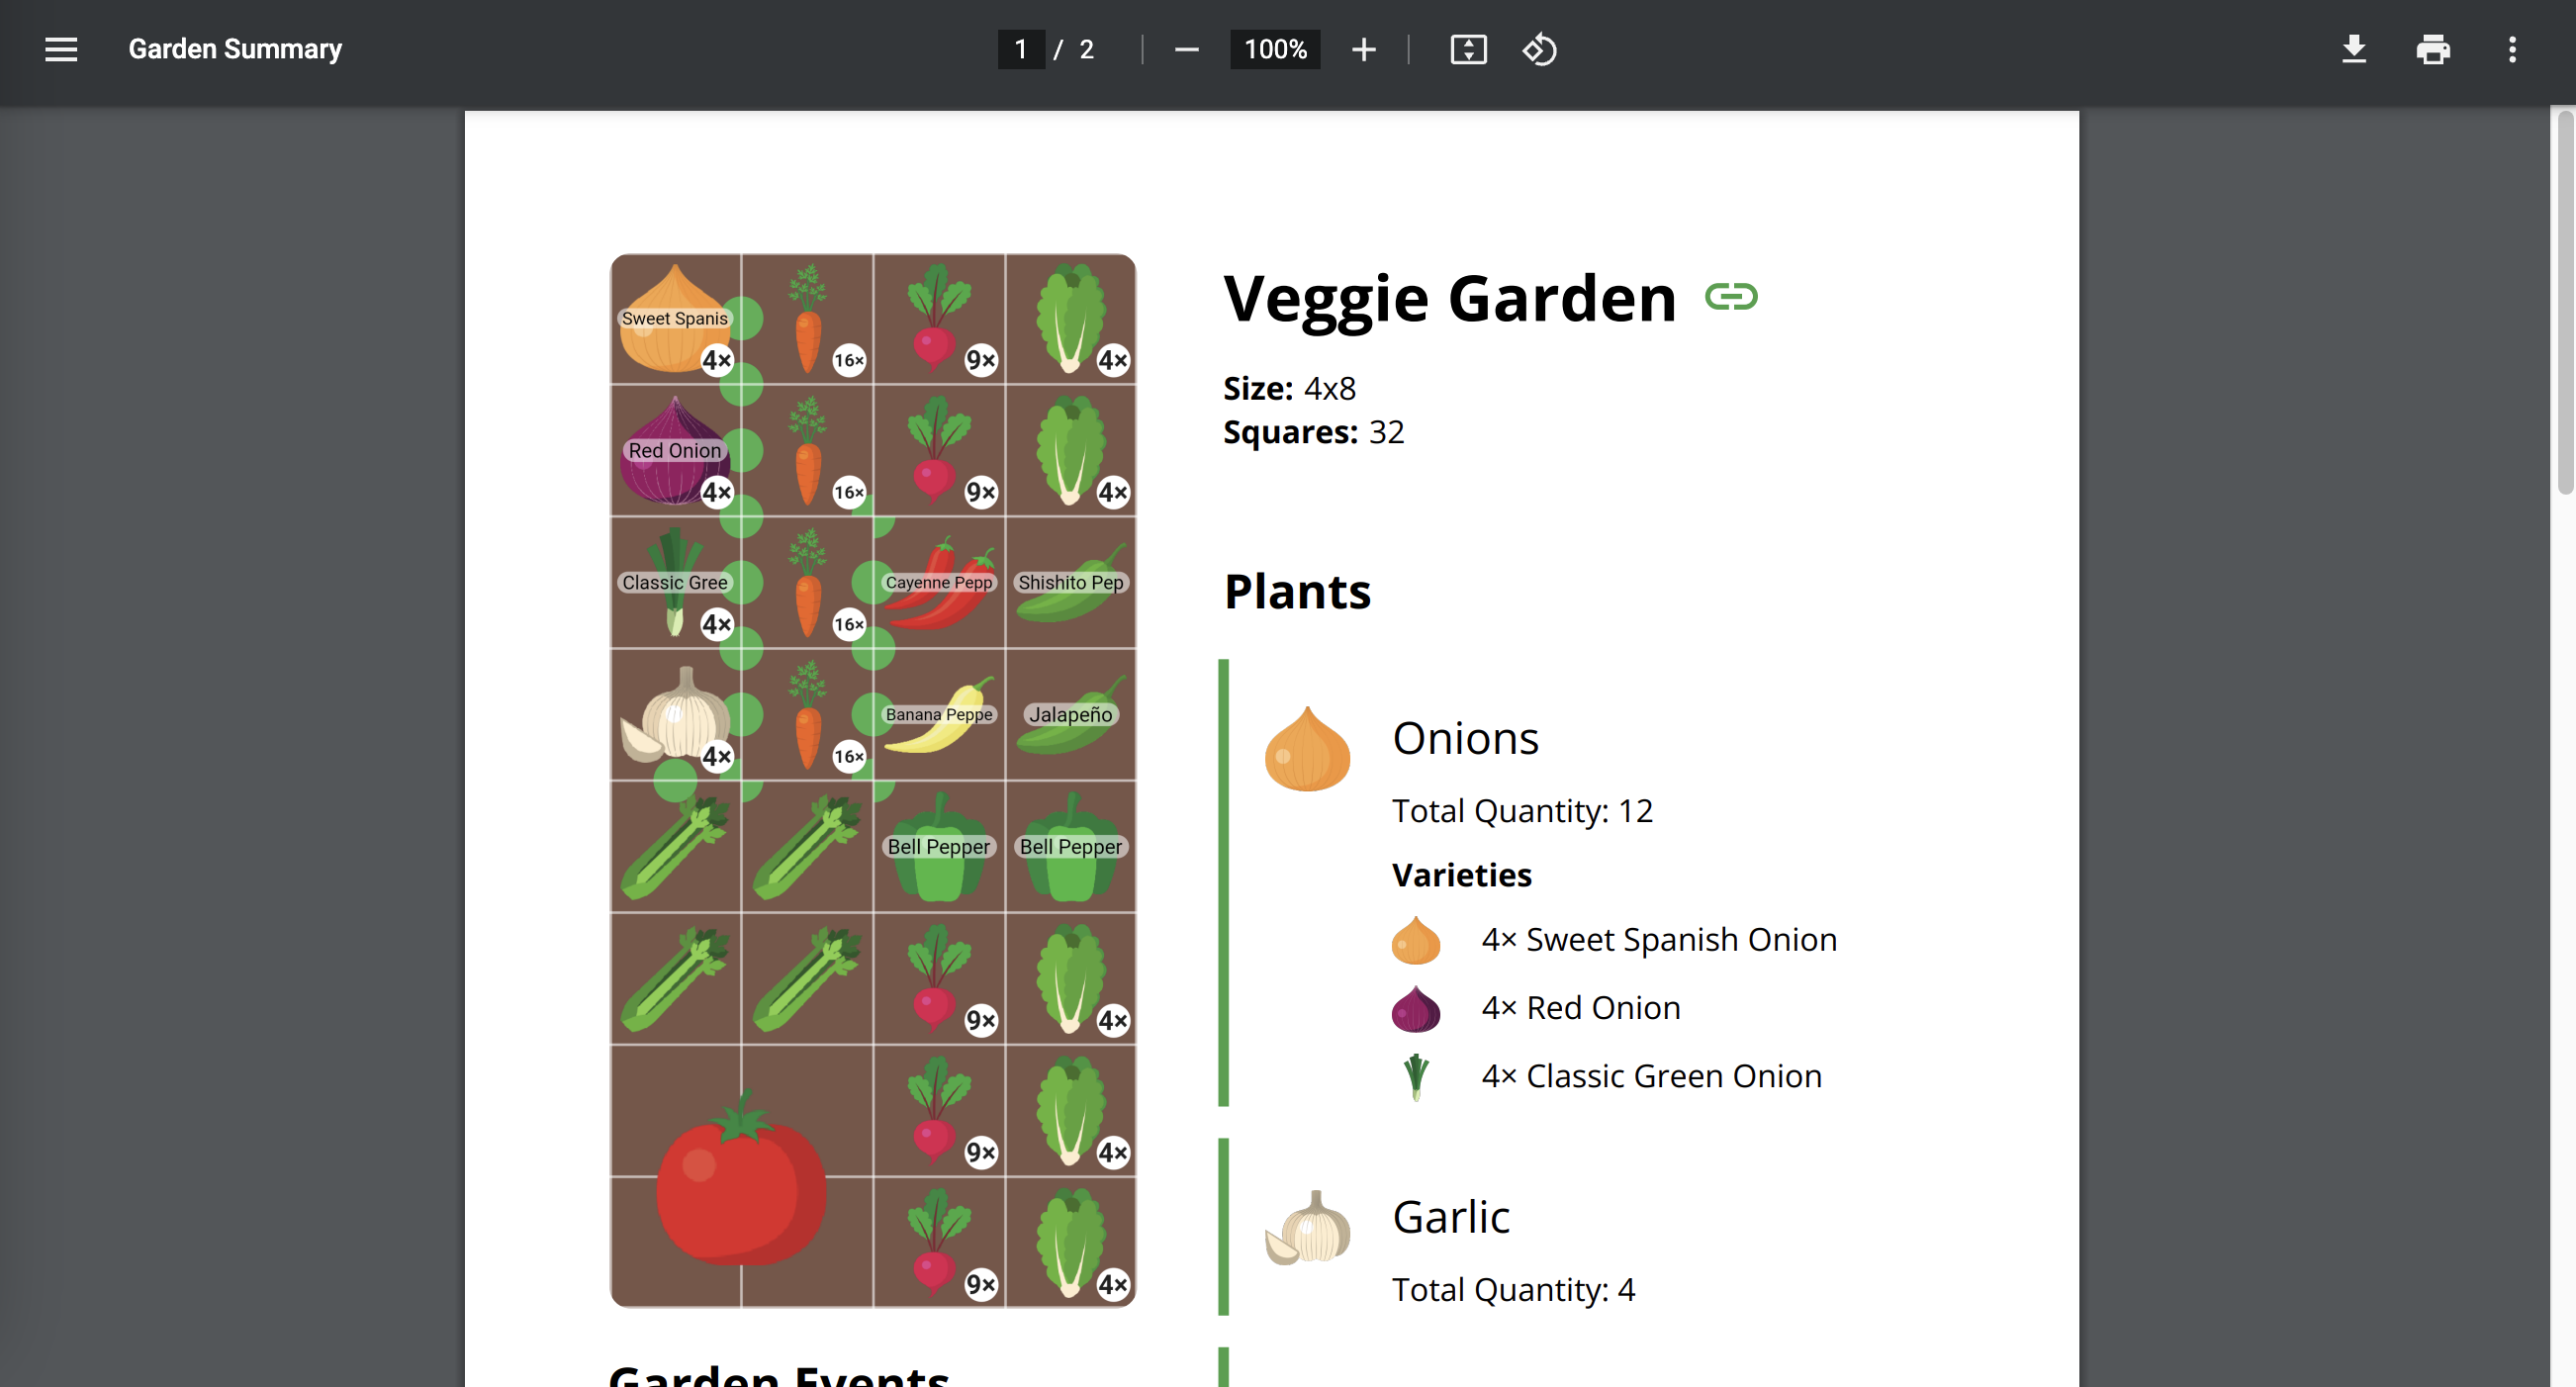 Garden Summary
1 / 2
100%
Sweet Spanis
4×
16×
9×
4×
Red Onion
4×
16×
9×
4×
Classic Gree
4×
16×
Cayenne Pepp
Shishito Pep
4×
16×
Banana Peppe
Jalapeño
Bell Pepper
Bell Pepper
9×
4×
9×
4×
9×
4×
Garden Events
Veggie Garden
Size: 4x8
Squares: 32
Plants
Onions
Total Quantity: 12
Varieties
4× Sweet Spanish Onion
4× Red Onion
4× Classic Green Onion
Garlic
Total Quantity: 4